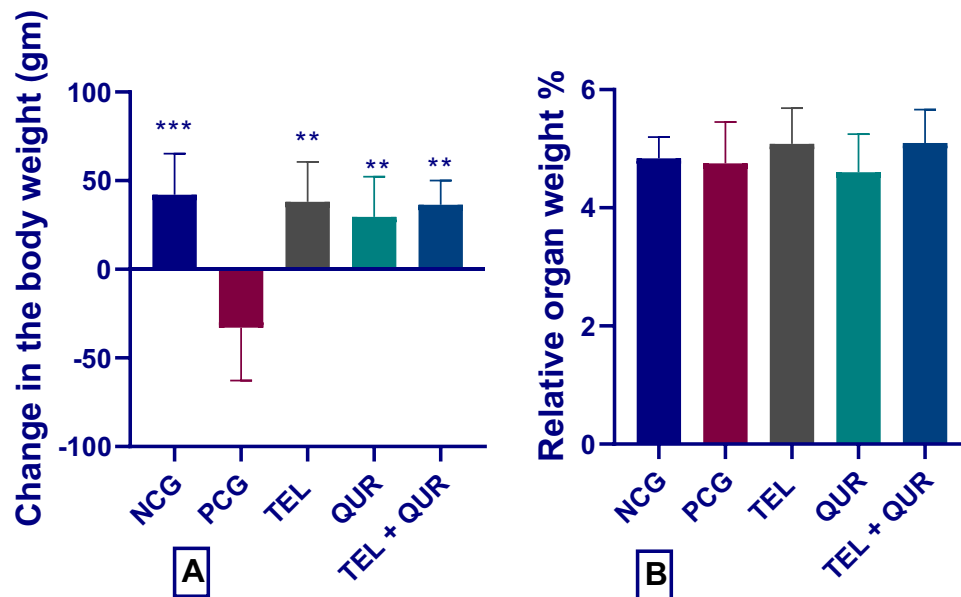 Change in the body weight (gm)
100
50
0
-50
-100
***
**
**
**
NCG
PCG
TEL
QUR
TEL + QUR
A
Relative organ weight %
6
4
2
0
NCG
PCG
TEL
QUR
TEL + QUR
B